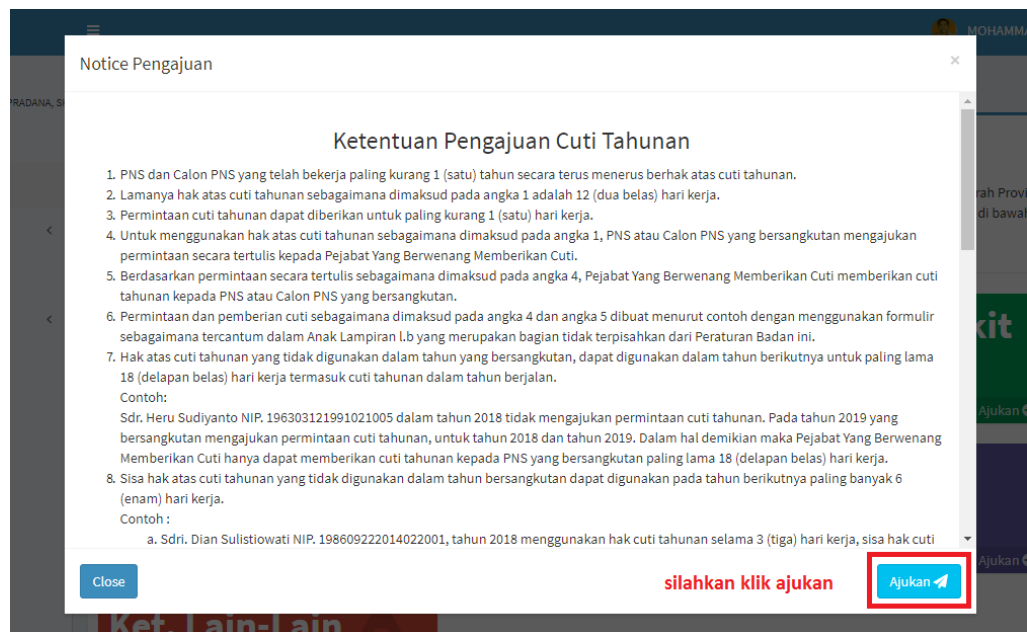 MOHAMMA
Notice Pengajuan
×
PRADANA, S
Ketentuan Pengajuan Cuti Tahunan
1. PNS dan Calon PNS yang telah bekerja paling kurang 1 (satu) tahun secara terus menerus berhak atas cuti tahunan.
2. Lamanya hak atas cuti tahunan sebagaimana dimaksud pada angka 1 adalah 12 (dua belas) hari kerja.
3. Permintaan cuti tahunan dapat diberikan untuk paling kurang 1 (satu) hari kerja.
4. Untuk menggunakan hak atas cuti tahunan sebagaimana dimaksud pada angka 1, PNS atau Calon PNS yang bersangkutan mengajukan
permintaan secara tertulis kepada Pejabat Yang Berwenang Memberikan Cuti.
5. Berdasarkan permintaan secara tertulis sebagaimana dimaksud pada angka 4, Pejabat Yang Berwenang Memberikan Cuti memberikan cuti
tahunan kepada PNS atau Calon PNS yang bersangkutan.
6. Permintaan dan pemberian cuti sebagaimana dimaksud pada angka 4 dan angka 5 dibuat menurut contoh dengan menggunakan formulir
sebagaimana tercantum dalam Anak Lampiran l.b yang merupakan bagian tidak terpisahkan dari Peraturan Badan ini.
7. Hak atas cuti tahunan yang tidak digunakan dalam tahun yang bersangkutan, dapat digunakan dalam tahun berikutnya untuk paling lama
18 (delapan belas) hari kerja termasuk cuti tahunan dalam tahun berjalan.
Contoh:
Sdr. Heru Sudiyanto NIP. 196303121991021005 dalam tahun 2018 tidak mengajukan permintaan cuti tahunan. Pada tahun 2019 yang
bersangkutan mengajukan permintaan cuti tahunan, untuk tahun 2018 dan tahun 2019. Dalam hal demikian maka Pejabat Yang Berwenang
Memberikan Cuti hanya dapat memberikan cuti tahunan kepada PNS yang bersangkutan paling lama 18 (delapan belas) hari kerja.
8. Sisa hak atas cuti tahunan yang tidak digunakan dalam tahun bersangkutan dapat digunakan pada tahun berikutnya paling banyak 6
(enam) hari kerja.
Contoh :
a. Sdri. Dian Sulistiowati NIP. 198609222014022001, tahun 2018 menggunakan hak cuti tahunan selama 3 (tiga) hari kerja, sisa hak cuti
rah Provi
di bawah
kit
Ajukan
Ajukan
Close
silahkan klik ajukan
Ajukan
Ket. Lain-Lain